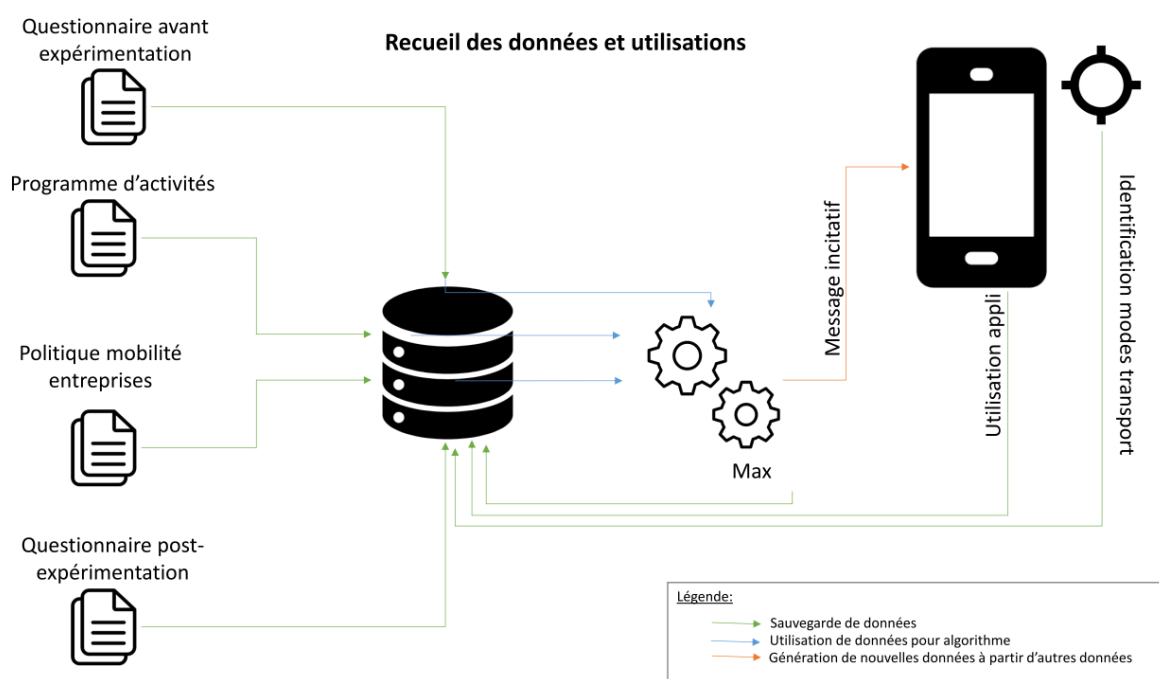 Questionnaire avant
expérimentation
Recueil des données et utilisations
Programme d'activités
Politique mobilité
entreprises
Questionnaire post-
expérimentation
Max
Message incitatif
Utilisation appli
Identification modes transport
Légende:
Sauvegarde de données
Utilisation de données pour algorithme
Génération de nouvelles données à partir d'autres données